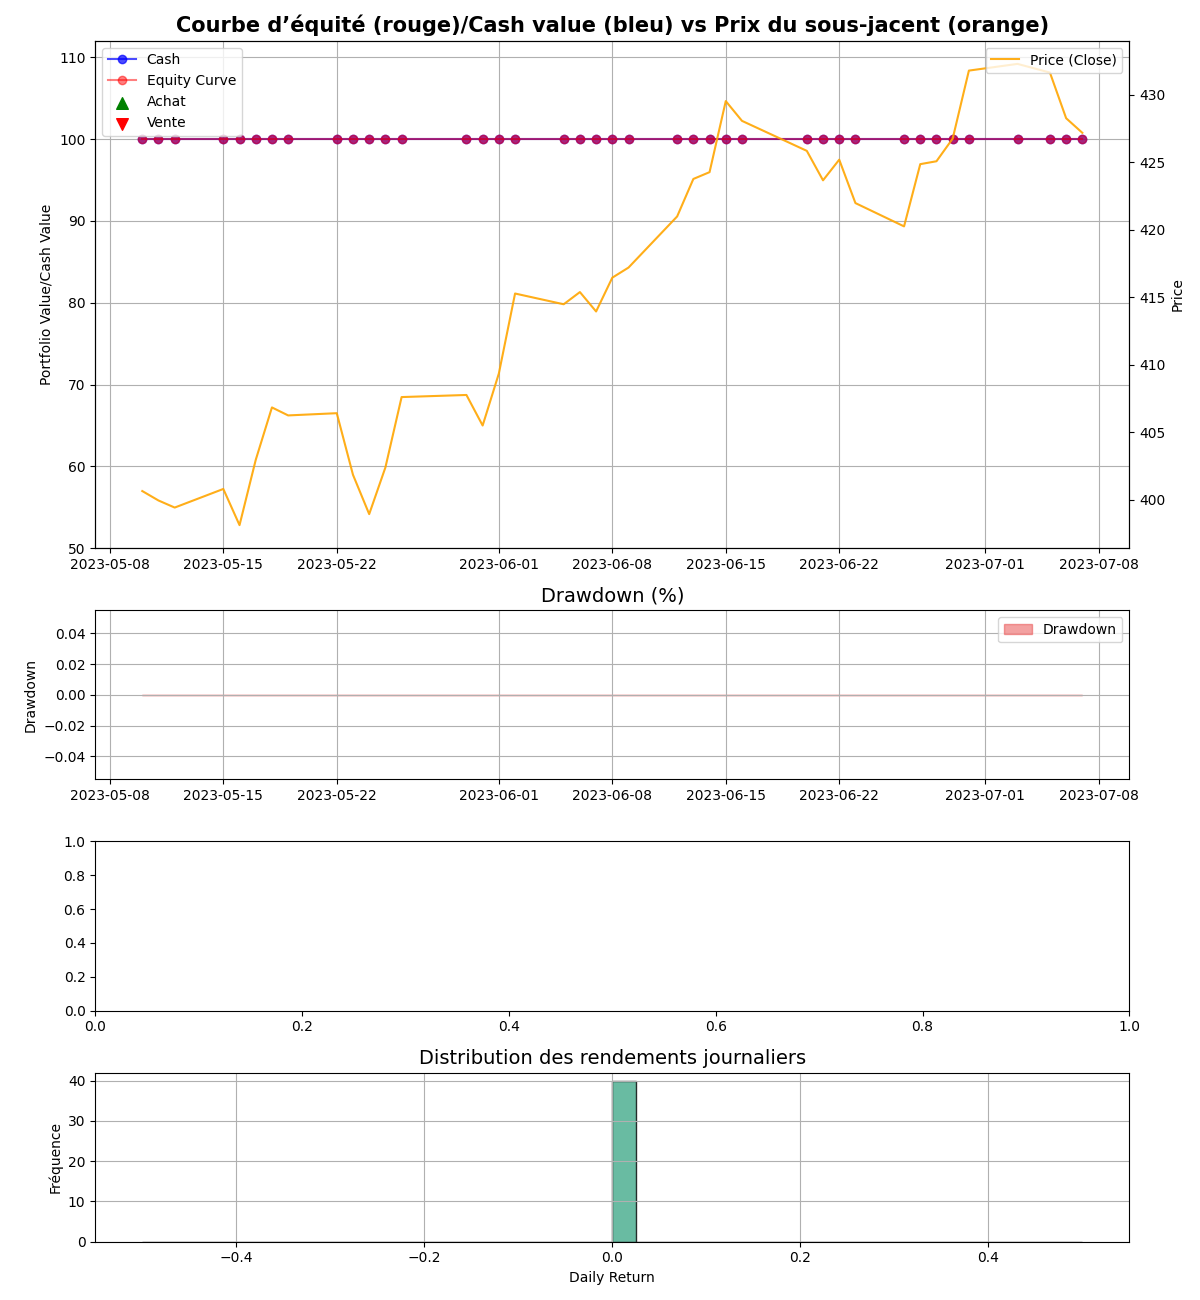 Courbe d’équité (rouge)/Cash value (bleu) vs Prix du sous-jacent (orange)
Cash
Equity Curve
Achat
Vente
Price (Close)
110
100
90
80
70
60
50
Portfolio Value/Cash Value
430
425
420
415
410
405
400
Price
2023-05-08 2023-05-15 2023-05-22 2023-06-01 2023-06-08 2023-06-15 2023-06-22 2023-07-01 2023-07-08
Drawdown (%)
Drawdown
0.04
0.02
0.00
−0.02
−0.04
Drawdown
2023-05-08 2023-05-15 2023-05-22 2023-06-01 2023-06-08 2023-06-15 2023-06-22 2023-07-01 2023-07-08
1.0
0.8
0.6
0.4
0.2
0.0
0.0 0.2 0.4 0.6 0.8 1.0
Distribution des rendements journaliers
40
30
20
10
0
Fréquence
−0.4 −0.2 0.0 0.2 0.4
Daily Return